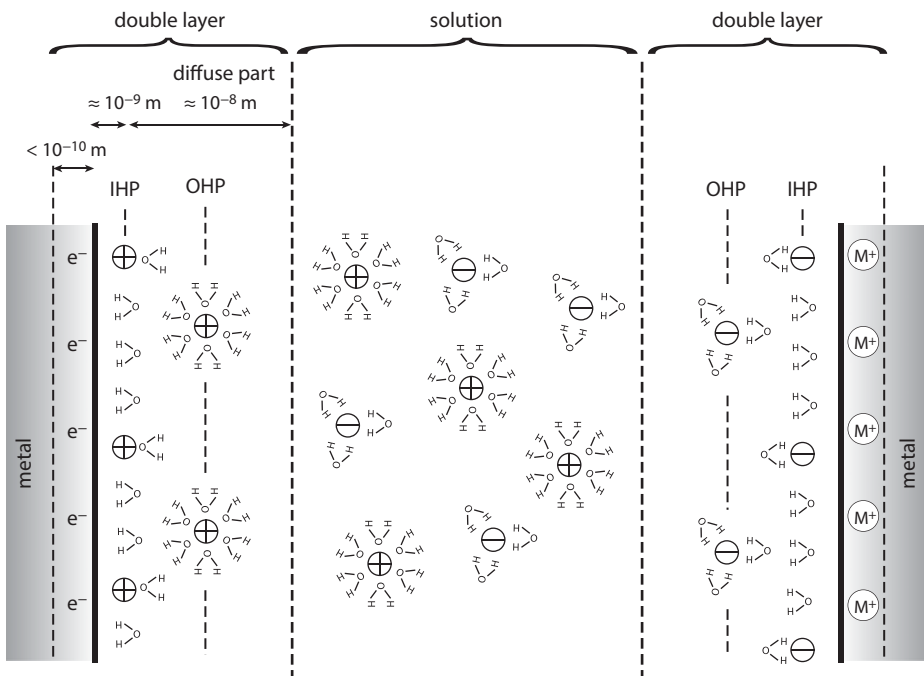 double layer
solution
double layer
diffuse part
≈ 10⁻⁹ m
≈ 10⁻⁸ m
< 10⁻¹⁰ m
IHP
OHP
OHP
IHP
metal
e⁻
e⁻
e⁻
e⁻
e⁻
M⁺
M⁺
M⁺
M⁺
M⁺
metal